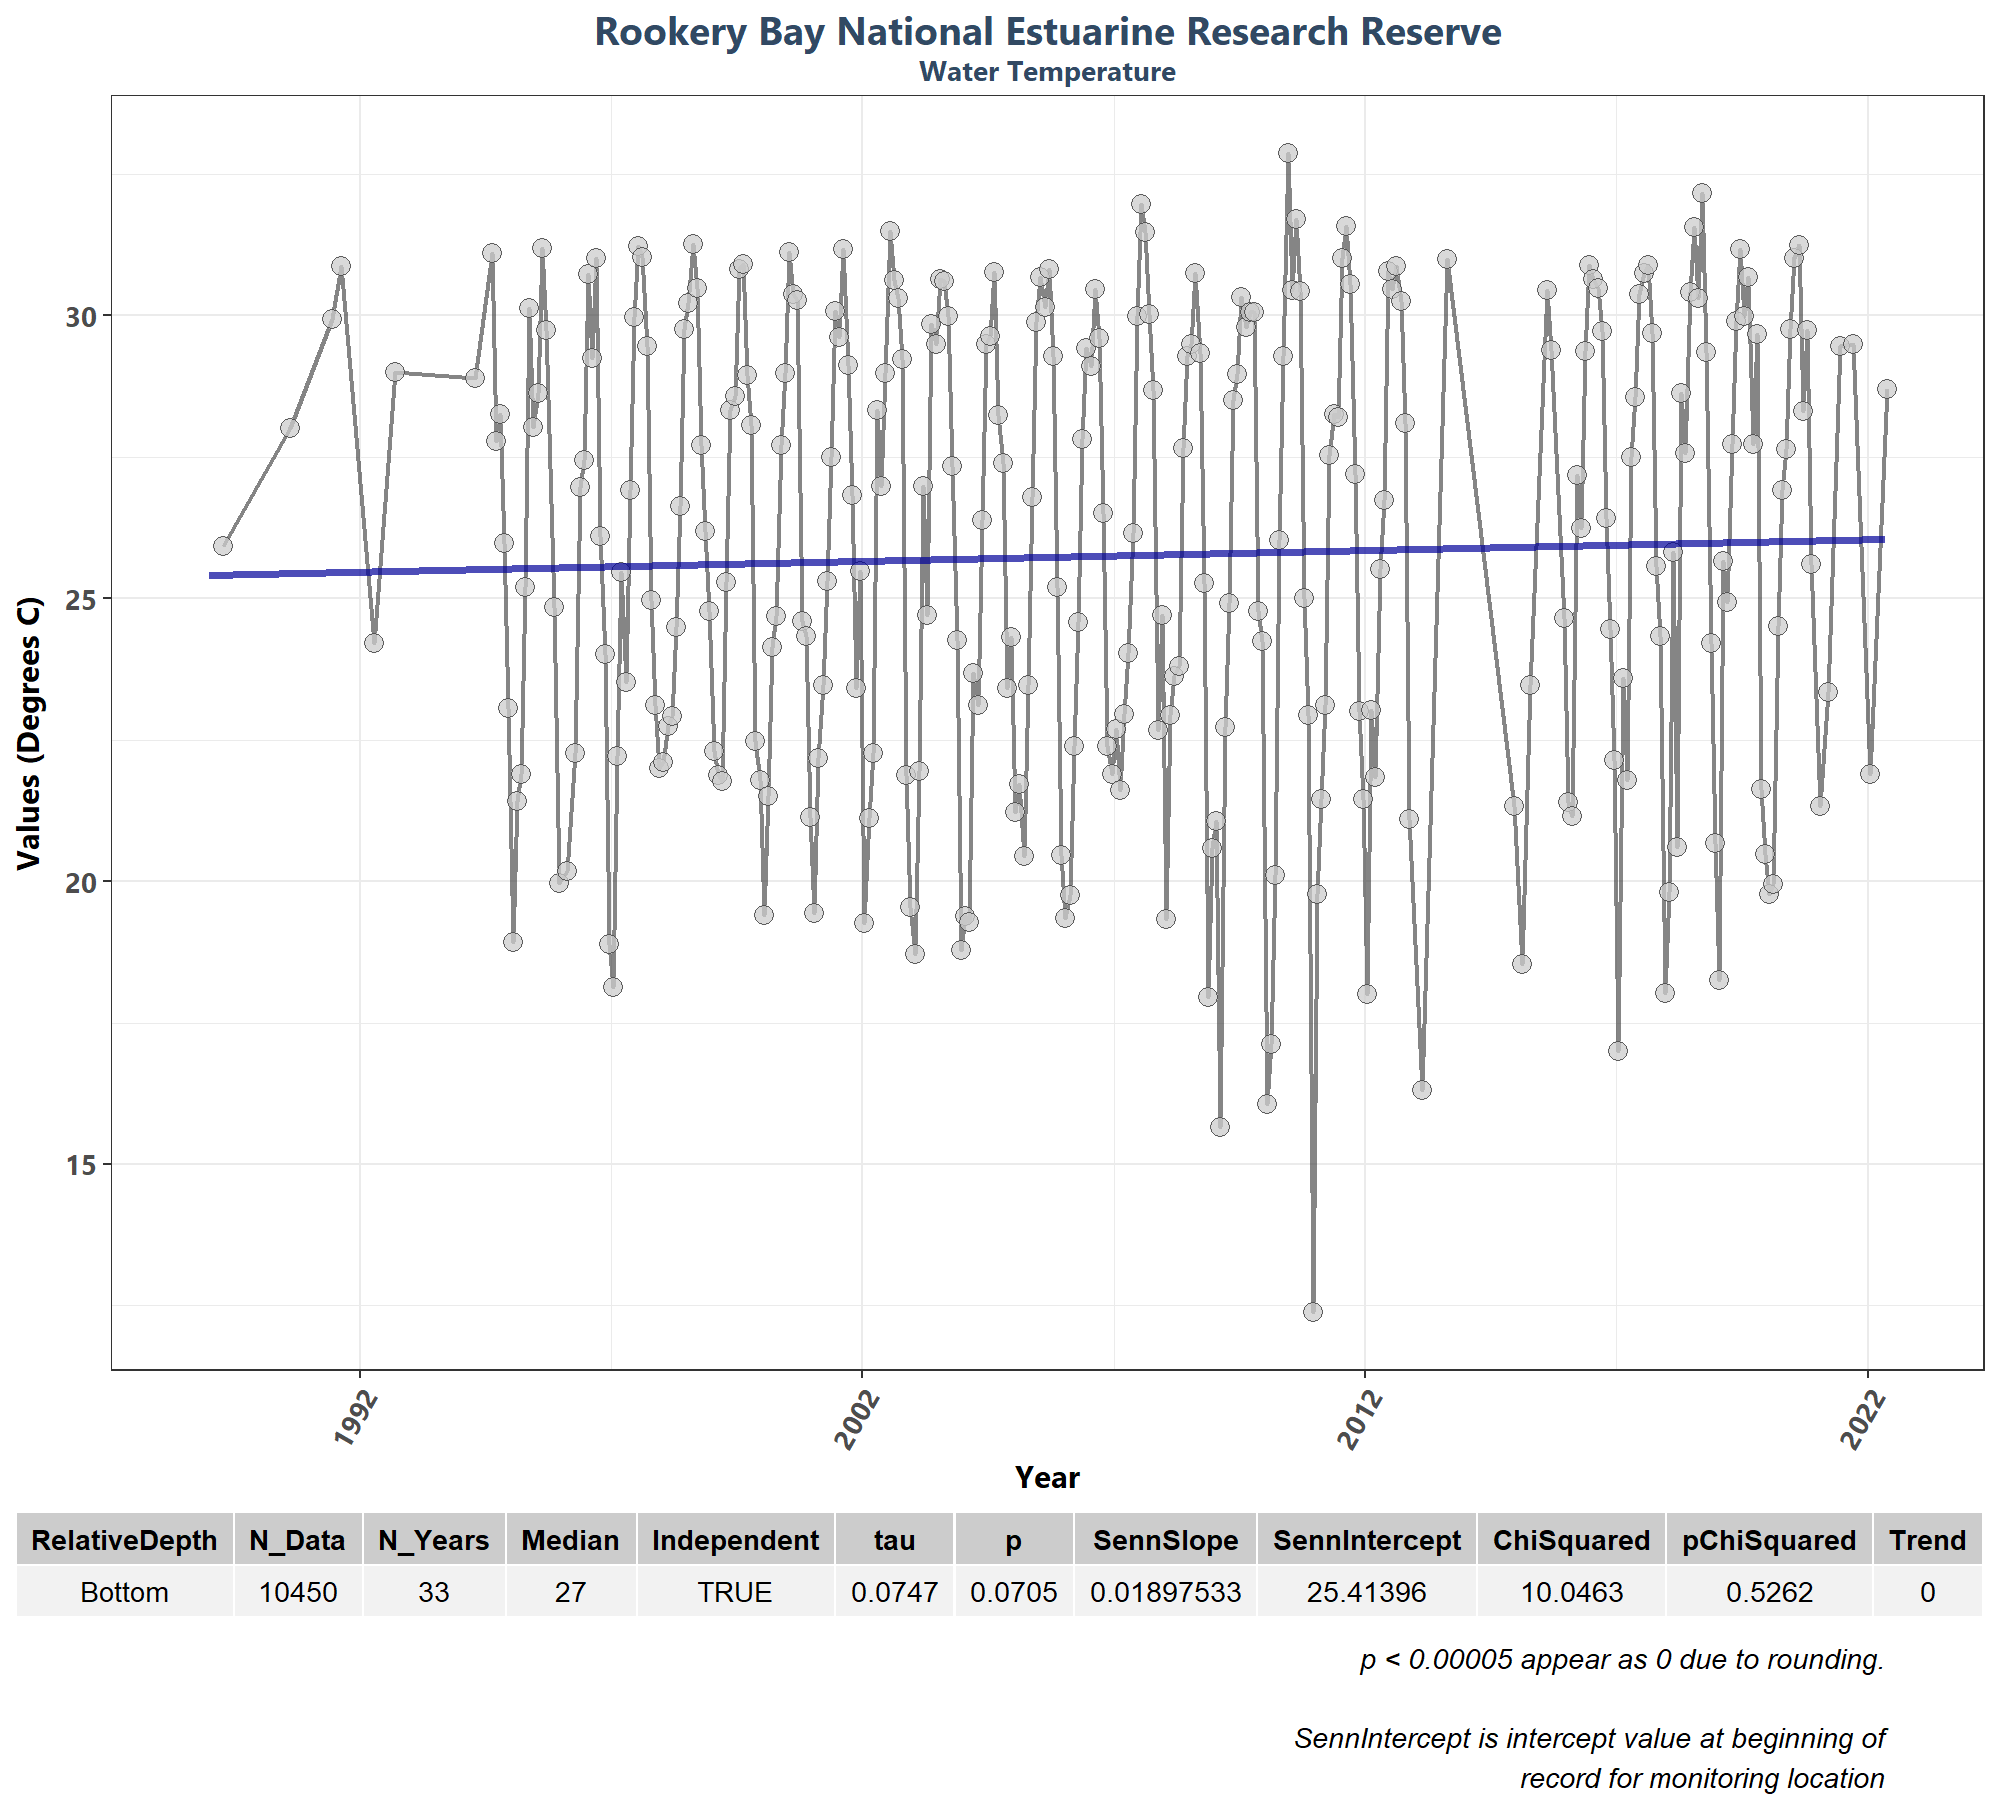 Rookery Bay National Estuarine Research Reserve
Water Temperature
Values (Degrees C)
30
25
20
15
1992
2002
2012
2022
Year
RelativeDepth N_Data N_Years Median Independent tau p SennSlope SennIntercept ChiSquared pChiSquared Trend
Bottom 10450 33 27 TRUE 0.0747 0.0705 0.01897533 25.41396 10.0463 0.5262 0
p < 0.00005 appear as 0 due to rounding.
SennIntercept is intercept value at beginning of
record for monitoring location